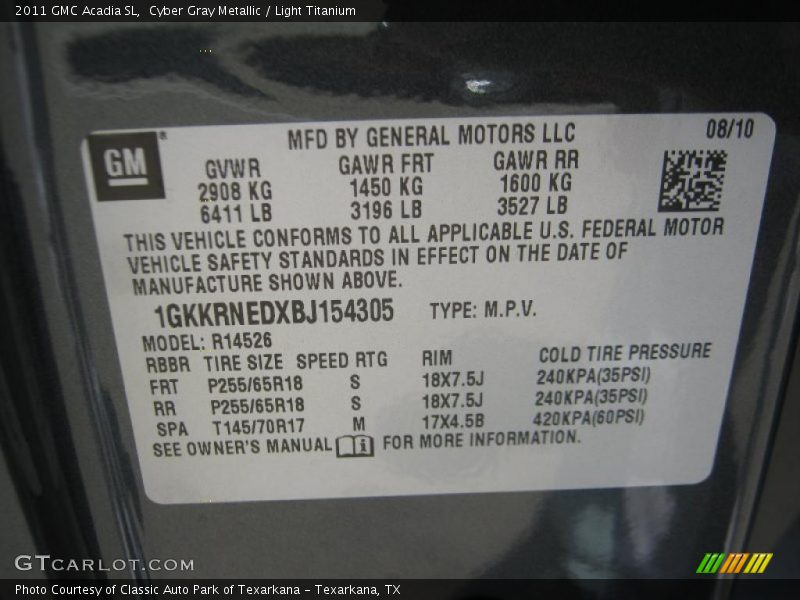 2011 GMC Acadia SL,  Cyber Gray Metallic / Light Titanium
MFD BY GENERAL MOTORS LLC 08/10
GM
GVWR GAWR FRT GAWR RR
2908 KG 1450 KG 1600 KG
6411 LB 3196 LB 3527 LB
THIS VEHICLE CONFORMS TO ALL APPLICABLE U.S. FEDERAL MOTOR
VEHICLE SAFETY STANDARDS IN EFFECT ON THE DATE OF
MANUFACTURE SHOWN ABOVE.
1GKKRNEDXBJ154305 TYPE: M.P.V.
MODEL: R14526
RBBR TIRE SIZE SPEED RTG RIM COLD TIRE PRESSURE
FRT P255/65R18 S 18X7.5J 240KPA(35PSI)
RR P255/65R18 S 18X7.5J 240KPA(35PSI)
SPA T145/70R17 M 17X4.5B 420KPA(60PSI)
SEE OWNER'S MANUAL FOR MORE INFORMATION.
GTCARLOT.COM
Photo Courtesy of Classic Auto Park of Texarkana - Texarkana, TX